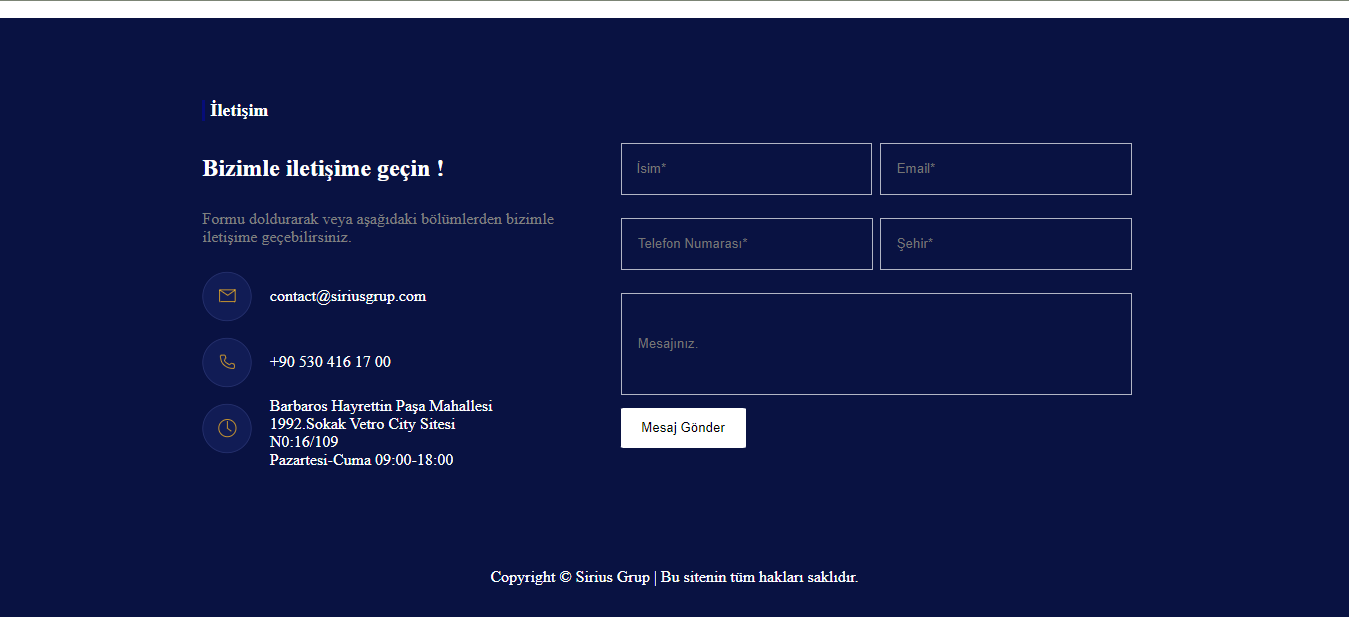 İletişim
Bizimle iletişime geçin !
Formu doldurarak veya aşağıdaki bölümlerden bizimle
iletişime geçebilirsiniz.
contact@siriusgrup.com
+90 530 416 17 00
Barbaros Hayrettin Paşa Mahallesi
1992.Sokak Vetro City Sitesi
N0:16/109
Pazartesi-Cuma 09:00-18:00
İsim*
Email*
Telefon Numarası*
Şehir*
Mesajınız.
Mesaj Gönder
Copyright © Sirius Grup | Bu sitenin tüm hakları saklıdır.